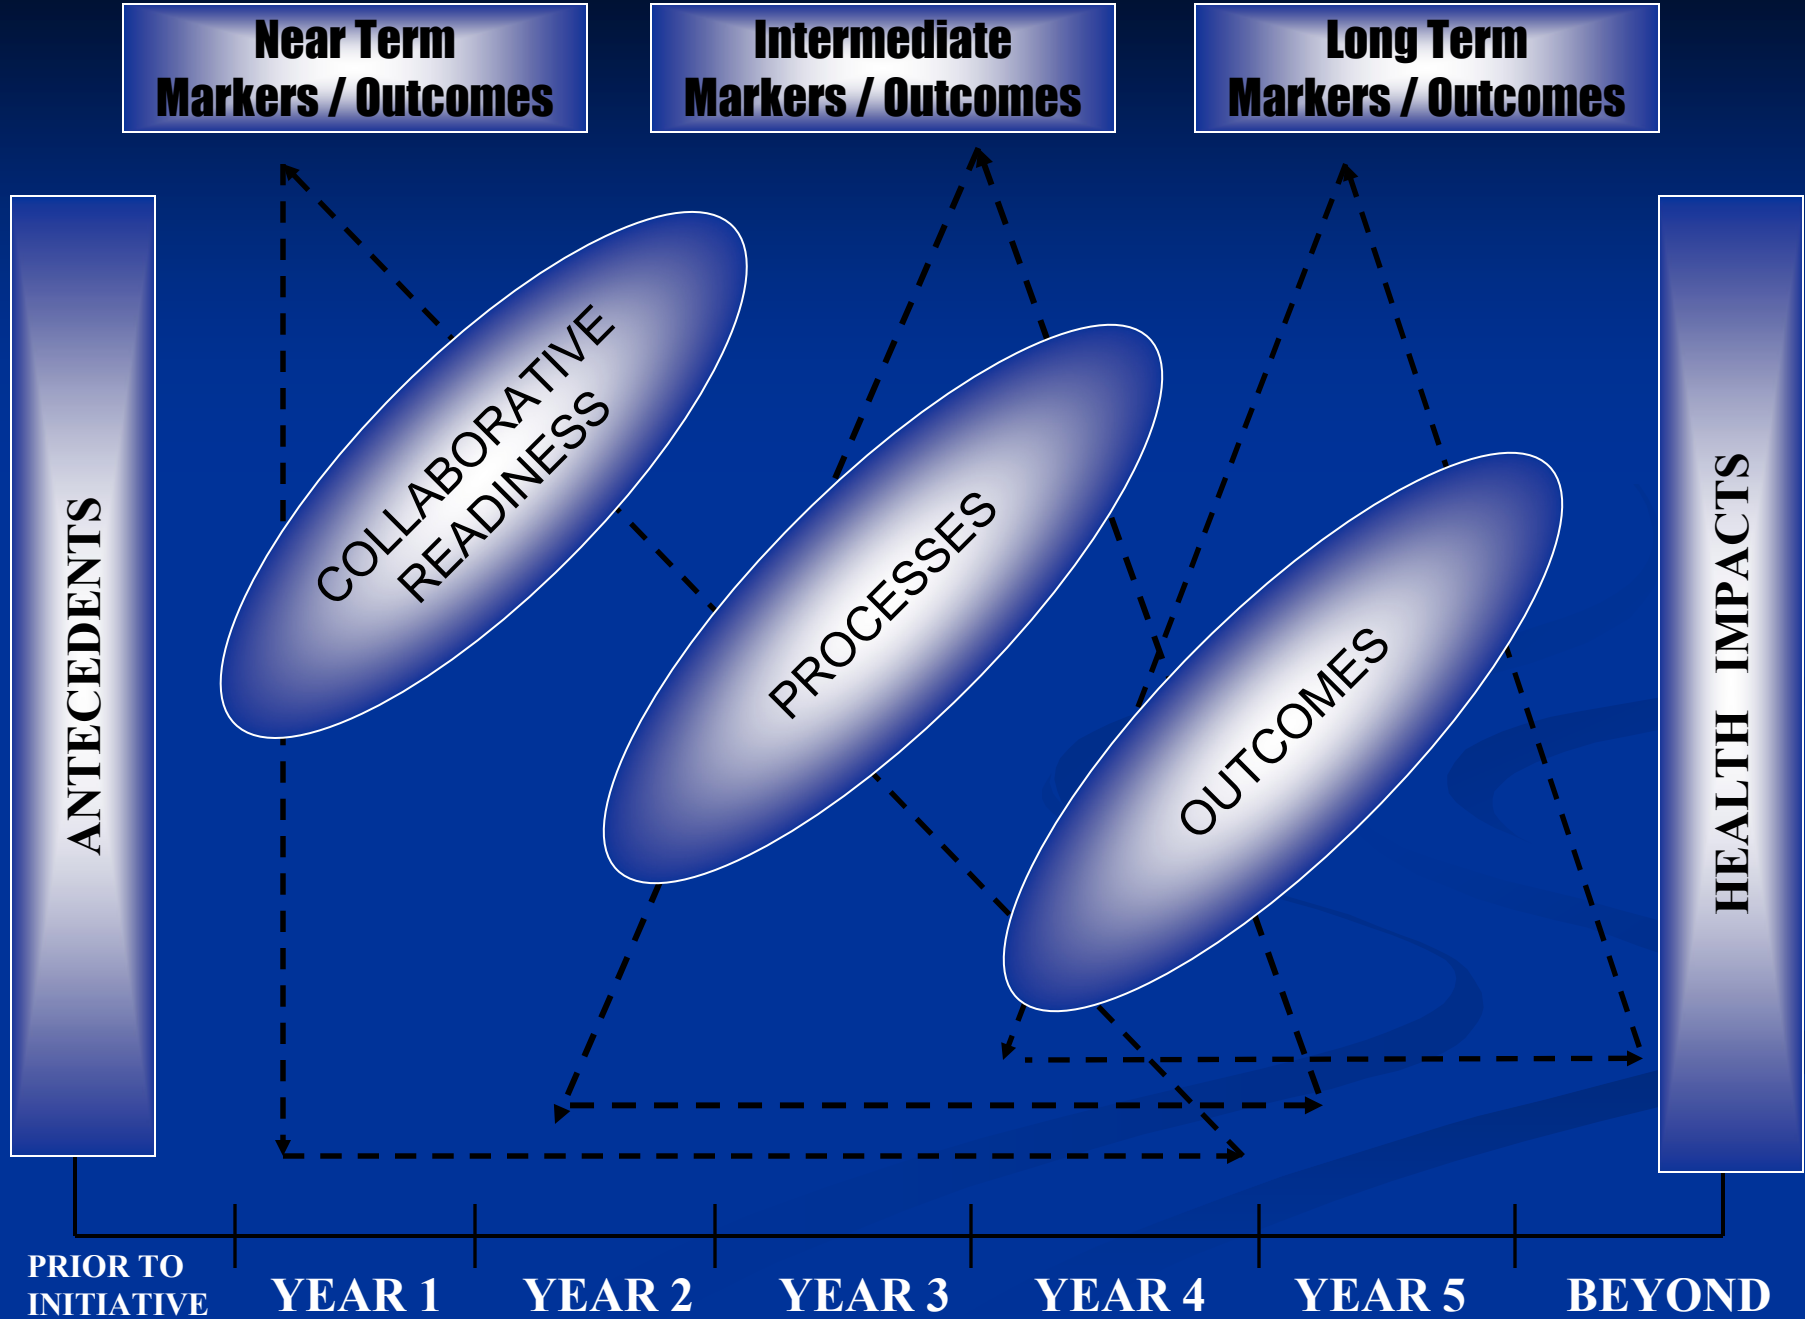 Near Term
Markers / Outcomes
Intermediate
Markers / Outcomes
Long Term
Markers / Outcomes
ANTECEDENTS
COLLABORATIVE
READINESS
PROCESSES
OUTCOMES
HEALTH IMPACTS
PRIOR TO
INITIATIVE
YEAR 1
YEAR 2
YEAR 3
YEAR 4
YEAR 5
BEYOND